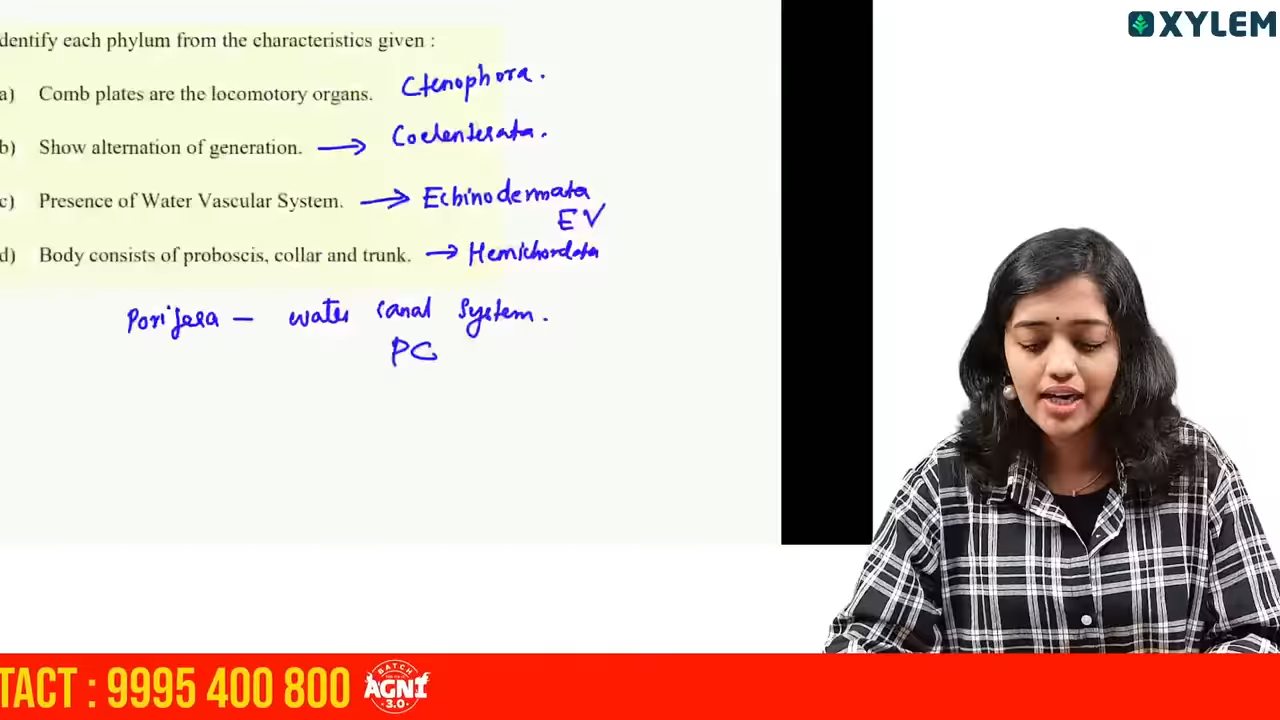 XYLEM
dentify each phylum from the characteristics given :
a) Comb plates are the locomotory organs. Ctenophora.
b) Show alternation of generation. → Coelenterata.
c) Presence of Water Vascular System. → Echinodermata
EV
d) Body consists of proboscis, collar and trunk. → Hemichordata
Porifera – water canal system.
PC
TACT : 9995 400 800
BATCH
AGNI
3.0